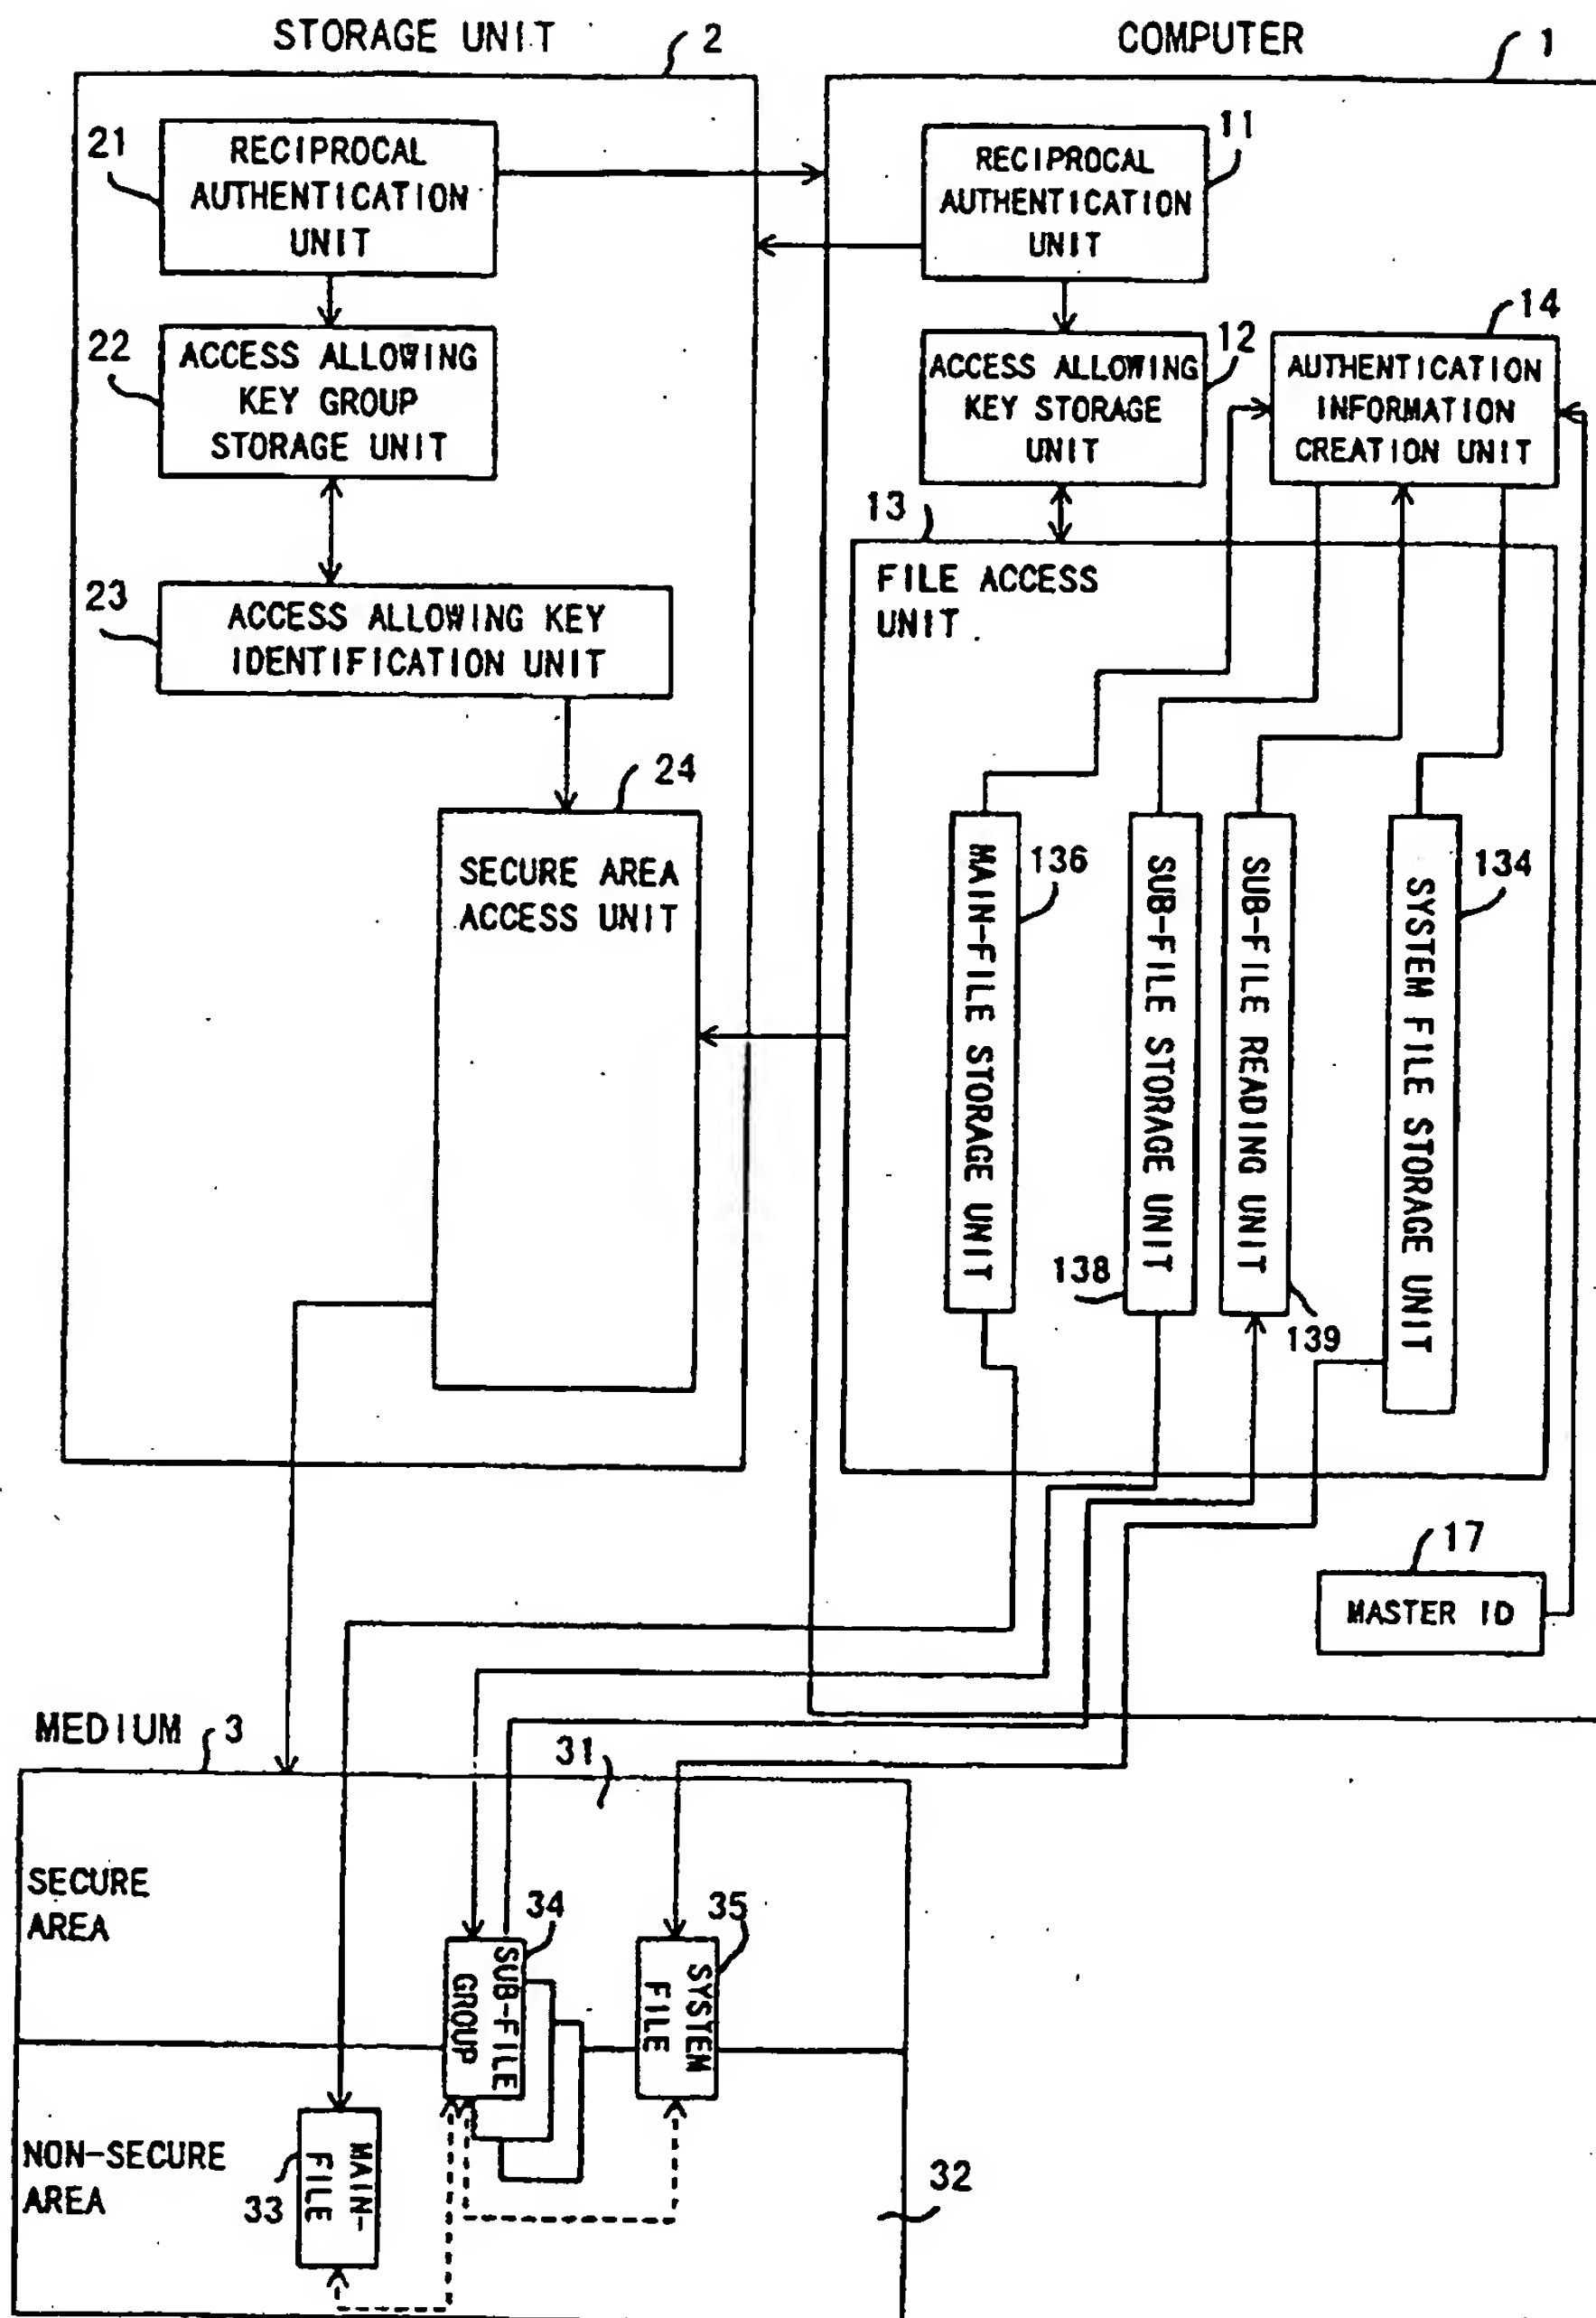 STORAGE UNIT
2
COMPUTER
1
21
RECIPROCAL
AUTHENTICATION
UNIT
11
RECIPROCAL
AUTHENTICATION
UNIT
22
ACCESS ALLOWING
KEY GROUP
STORAGE UNIT
12
ACCESS ALLOWING
KEY STORAGE
UNIT
14
AUTHENTICATION
INFORMATION
CREATION UNIT
13
FILE ACCESS
UNIT
23
ACCESS ALLOWING KEY
IDENTIFICATION UNIT
24
SECURE AREA
ACCESS UNIT
MAIN-FILE STORAGE UNIT
136
SUB-FILE STORAGE UNIT
138
SUB-FILE READING UNIT
139
SYSTEM FILE STORAGE UNIT
134
17
MASTER ID
MEDIUM
3
31
SECURE
AREA
34
SUB-FILE
GROUP
35
SYSTEM
FILE
NON-SECURE
AREA
33
MAIN-
FILE
32